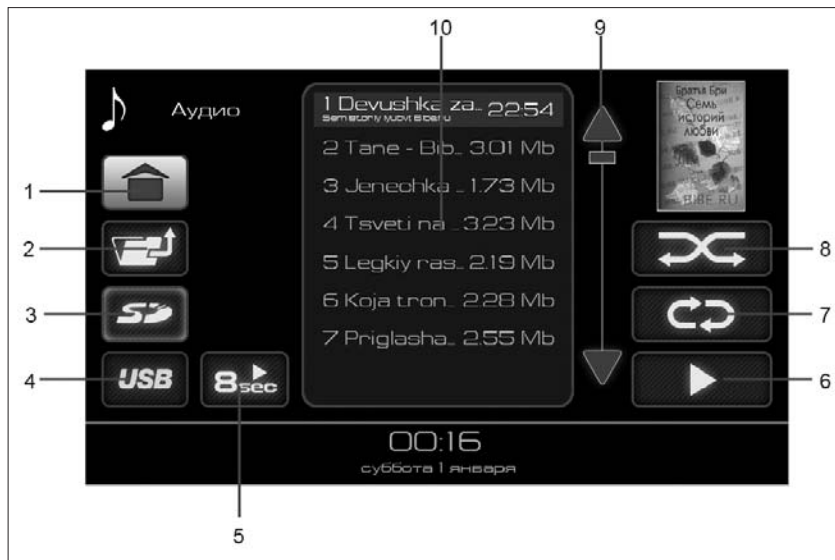 10
9
Аудио
1 Devushka za... 22:54
2 Tane - Bib... 3.01 Mb
3 Jenechka ... 1.73 Mb
4 Tsveti na ... 3.23 Mb
5 Legkiy ras... 2.19 Mb
6 Koja tron... 2.28 Mb
7 Priglasha... 2.55 Mb
Братья Бри
Семь
историй
любви
BIBE.RU
1
2
3
SD
4
USB
8 sec
5
8
7
6
00:16
суббота 1 января